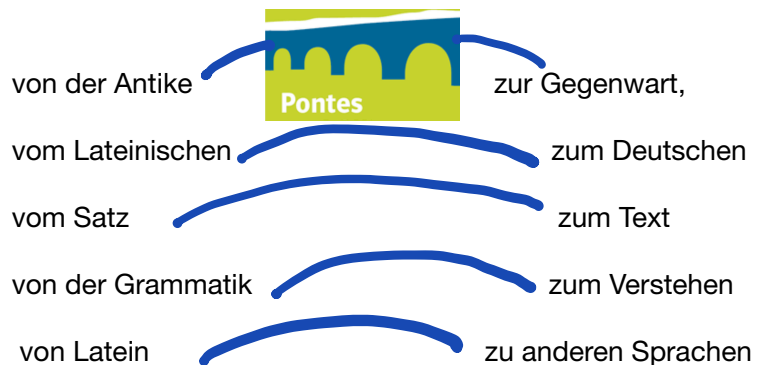 Pontes
von der Antike zur Gegenwart,
vom Lateinischen zum Deutschen
vom Satz zum Text
von der Grammatik zum Verstehen
von Latein zu anderen Sprachen